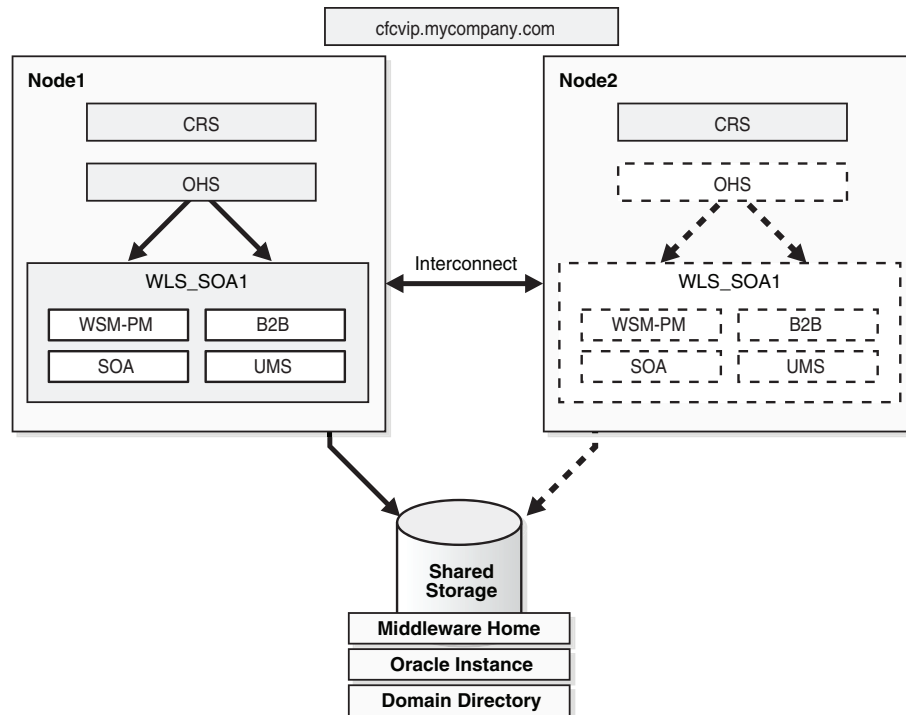 cfcvip.mycompany.com
Node1
CRS
OHS
WLS_SOA1
WSM-PM
B2B
SOA
UMS
Interconnect
Node2
CRS
OHS
WLS_SOA1
WSM-PM
B2B
SOA
UMS
Shared
Storage
Middleware Home
Oracle Instance
Domain Directory